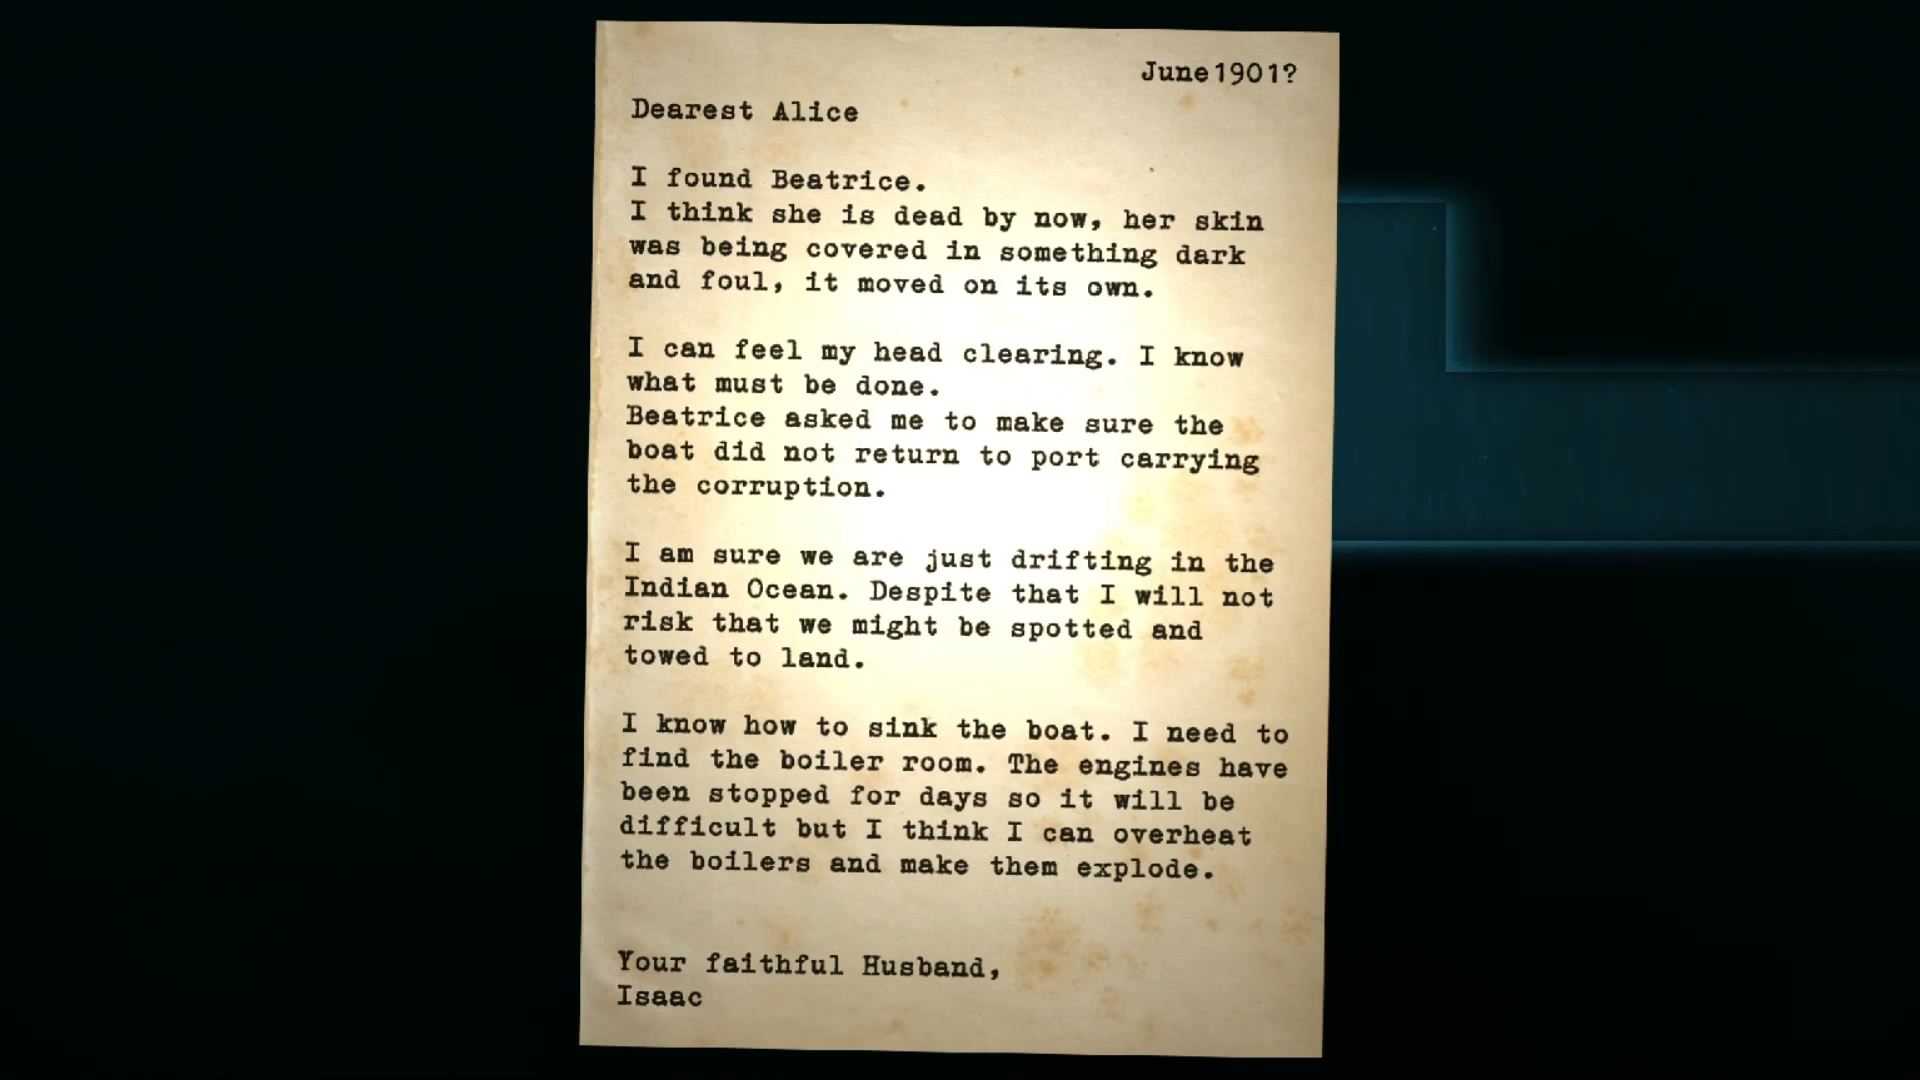 June 1901?
Dearest Alice
I found Beatrice.
I think she is dead by now, her skin
was being covered in something dark
and foul, it moved on its own.
I can feel my head clearing. I know
what must be done.
Beatrice asked me to make sure the
boat did not return to port carrying
the corruption.
I am sure we are just drifting in the
Indian Ocean. Despite that I will not
risk that we might be spotted and
towed to land.
I know how to sink the boat. I need to
find the boiler room. The engines have
been stopped for days so it will be
difficult but I think I can overheat
the boilers and make them explode.
Your faithful Husband,
Isaac